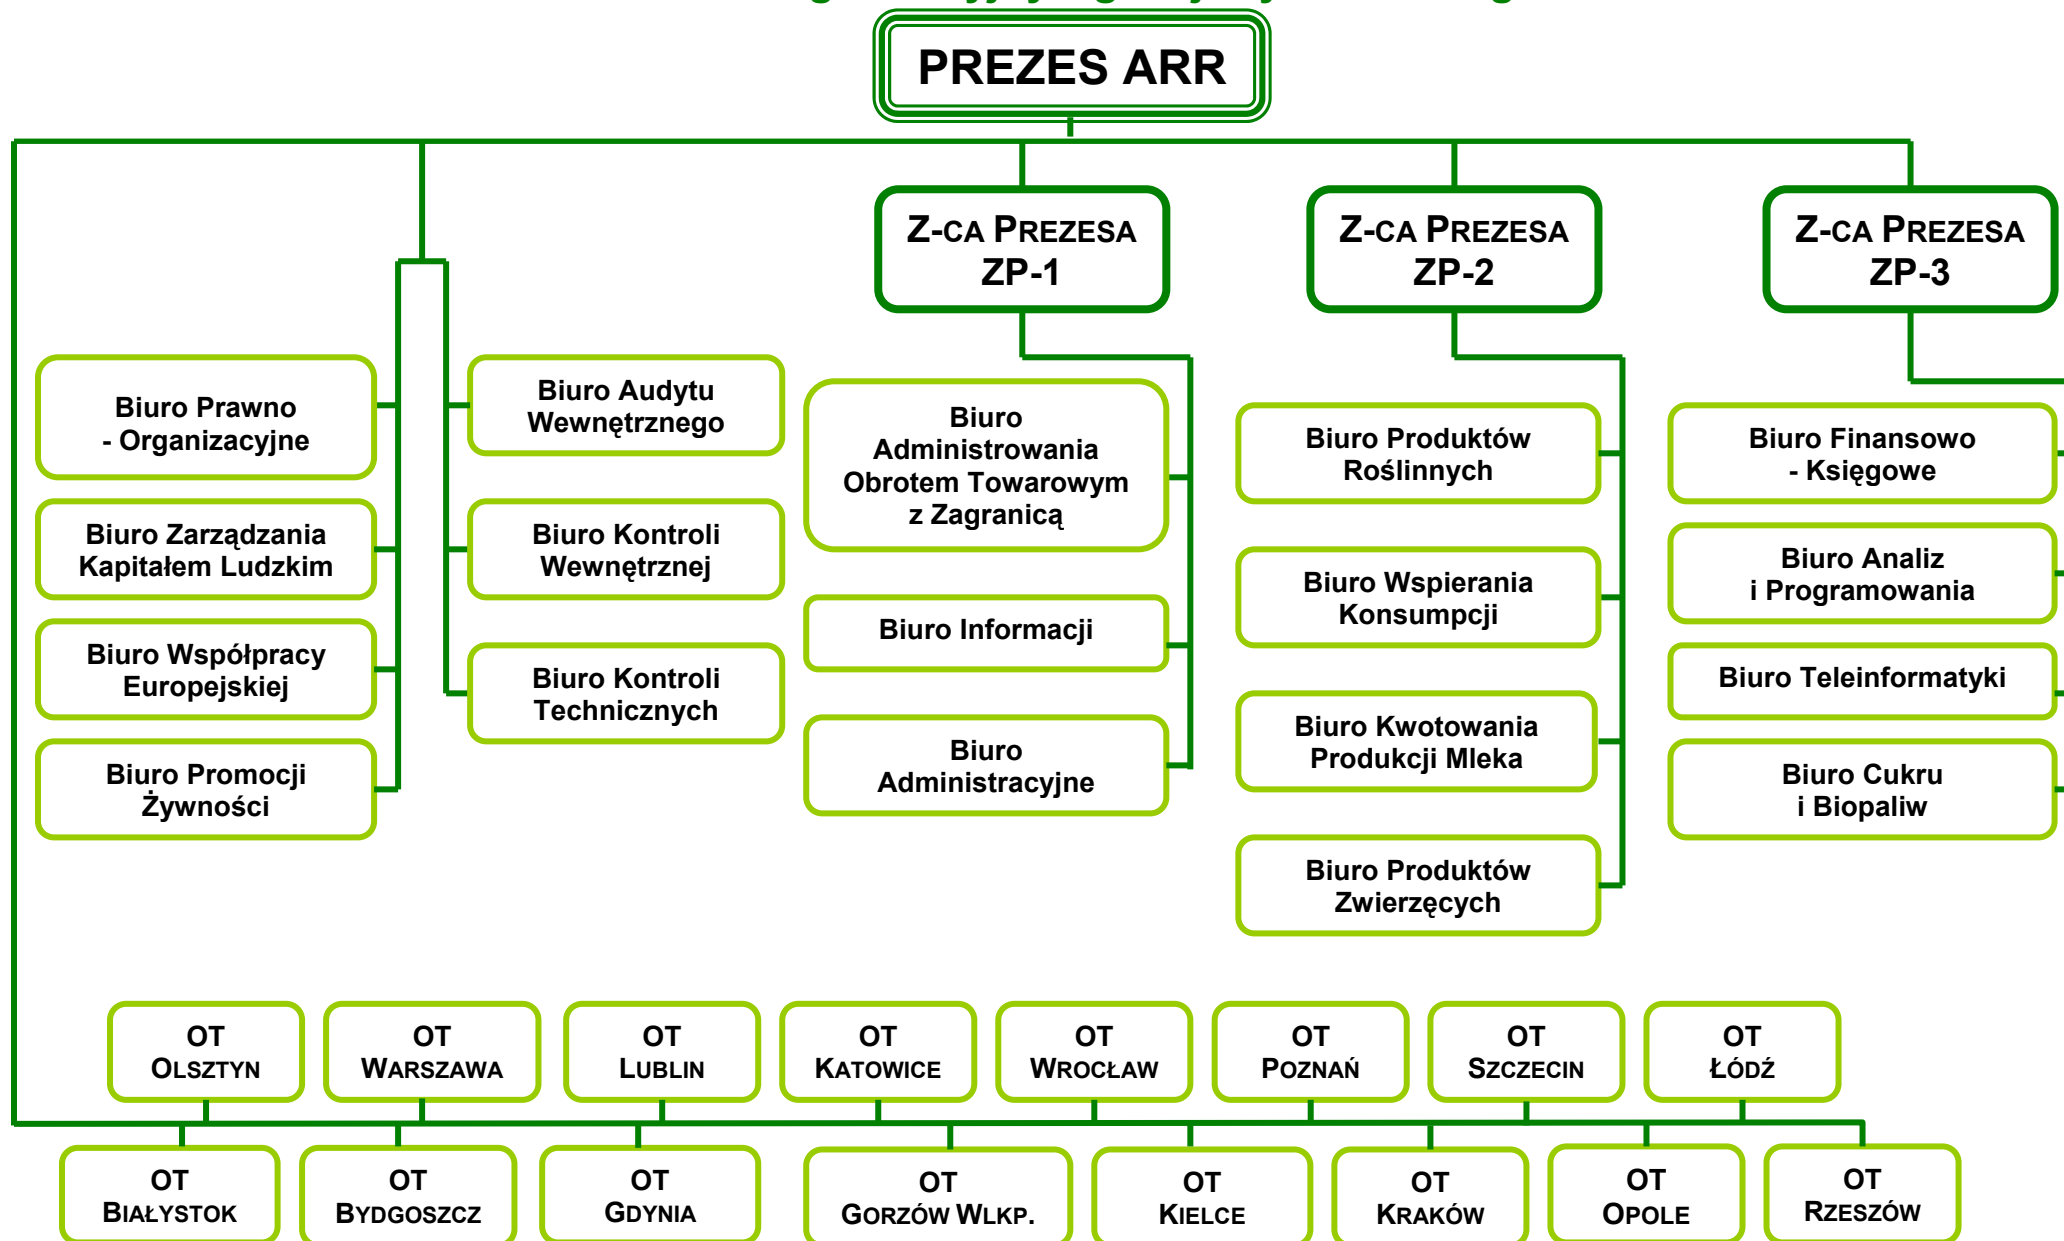 PREZES ARR
Z-CA PREZESA
ZP-1
Z-CA PREZESA
ZP-2
Z-CA PREZESA
ZP-3
Biuro Prawno
- Organizacyjne
Biuro Zarządzania
Kapitałem Ludzkim
Biuro Współpracy
Europejskiej
Biuro Promocji
Żywności
Biuro Audytu
Wewnętrznego
Biuro Kontroli
Wewnętrznej
Biuro Kontroli
Technicznych
Biuro
Administrowania
Obrotem Towarowym
z Zagranicą
Biuro Informacji
Biuro
Administracyjne
Biuro Produktów
Roślinnych
Biuro Wspierania
Konsumpcji
Biuro Kwotowania
Produkcji Mleka
Biuro Produktów
Zwierzęcych
Biuro Finansowo
- Księgowe
Biuro Analiz
i Programowania
Biuro Teleinformatyki
Biuro Cukru
i Biopaliw
OT
OLSZTYN
OT
WARSZAWA
OT
LUBLIN
OT
KATOWICE
OT
WROCŁAW
OT
POZNAŃ
OT
SZCZECIN
OT
ŁÓDŹ
OT
BIAŁYSTOK
OT
BYDGOSZCZ
OT
GDYNIA
OT
GORZÓW WLKP.
OT
KIELCE
OT
KRAKÓW
OT
OPOLE
OT
RZESZÓW